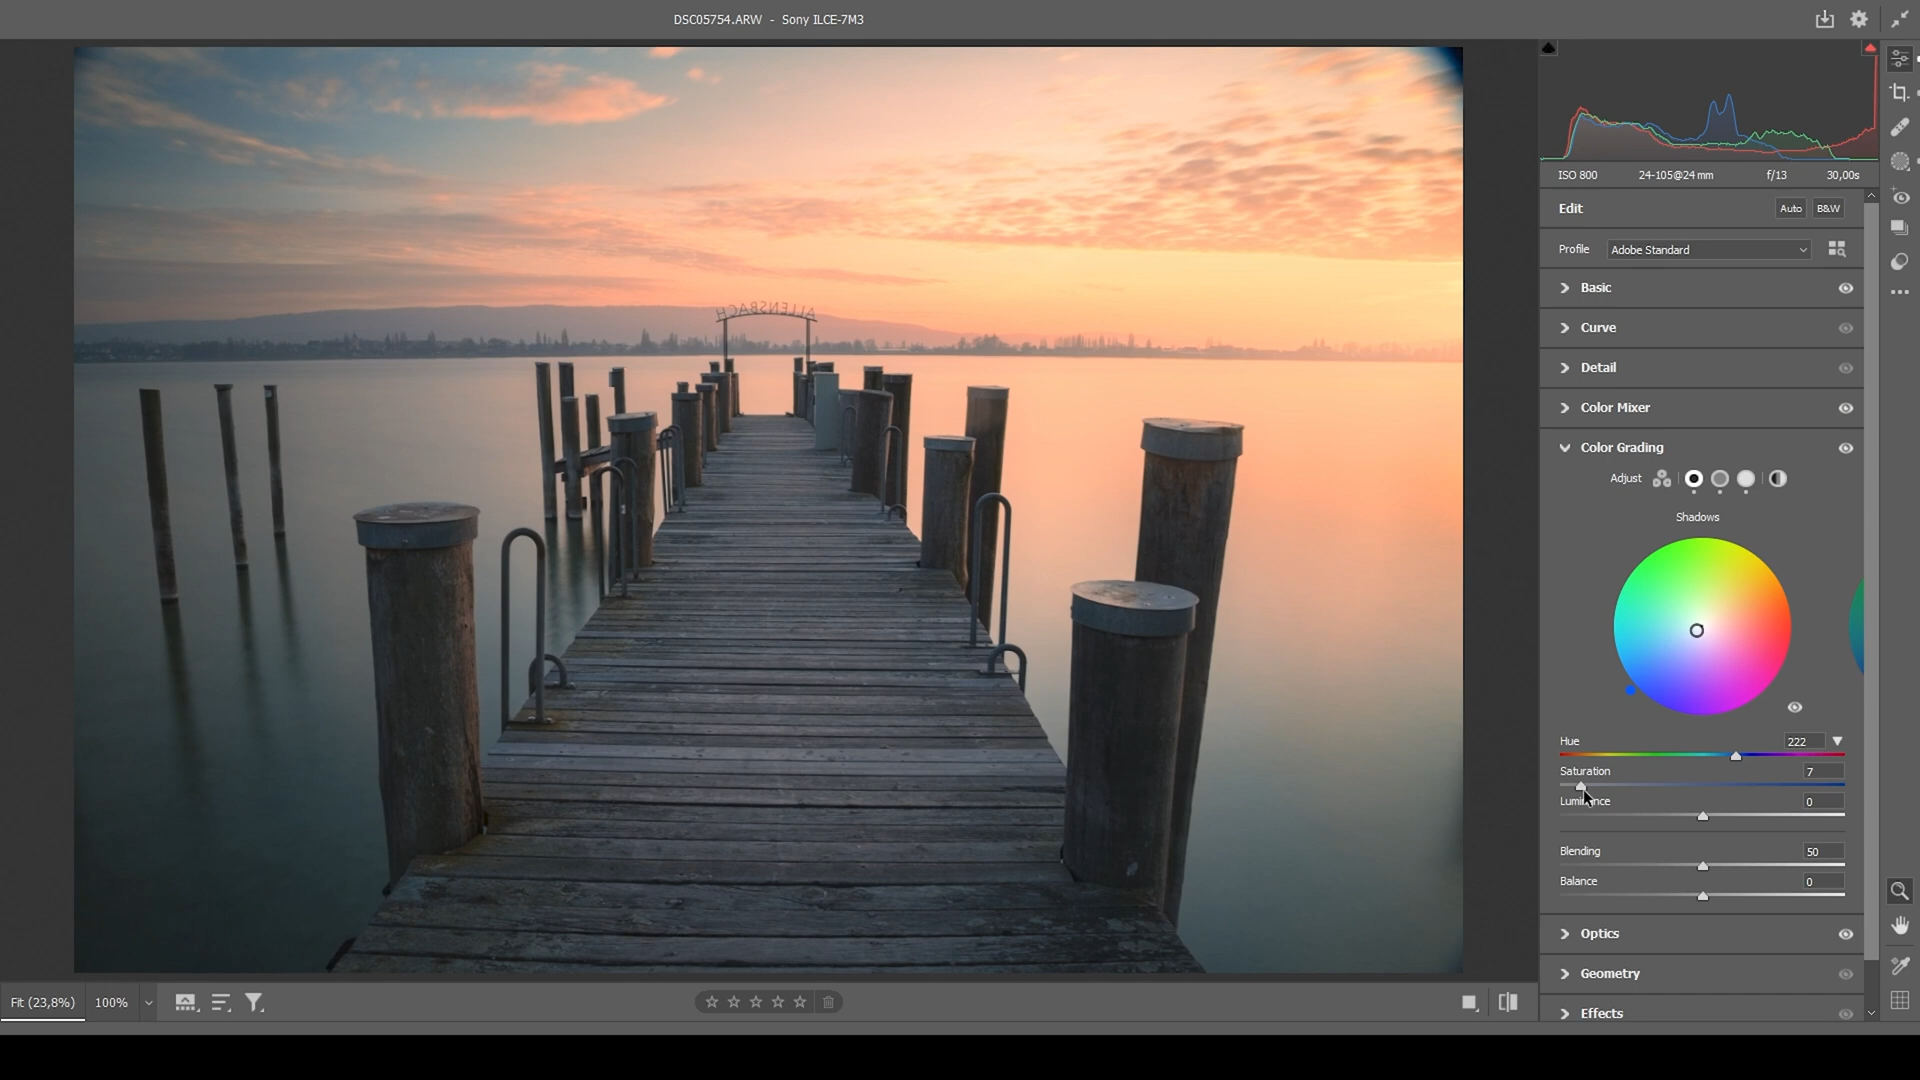 DSC05754.ARW - Sony ILCE-7M3
ALLENSBACH
ISO 800 24-105@24 mm f/13 30,00s
Edit Auto B&W
Profile Adobe Standard
Basic
Curve
Detail
Color Mixer
Color Grading
Adjust
Shadows
Hue 222
Saturation 7
Luminance 0
Blending 50
Balance 0
Optics
Geometry
Effects
Fit (23,8%) 100%